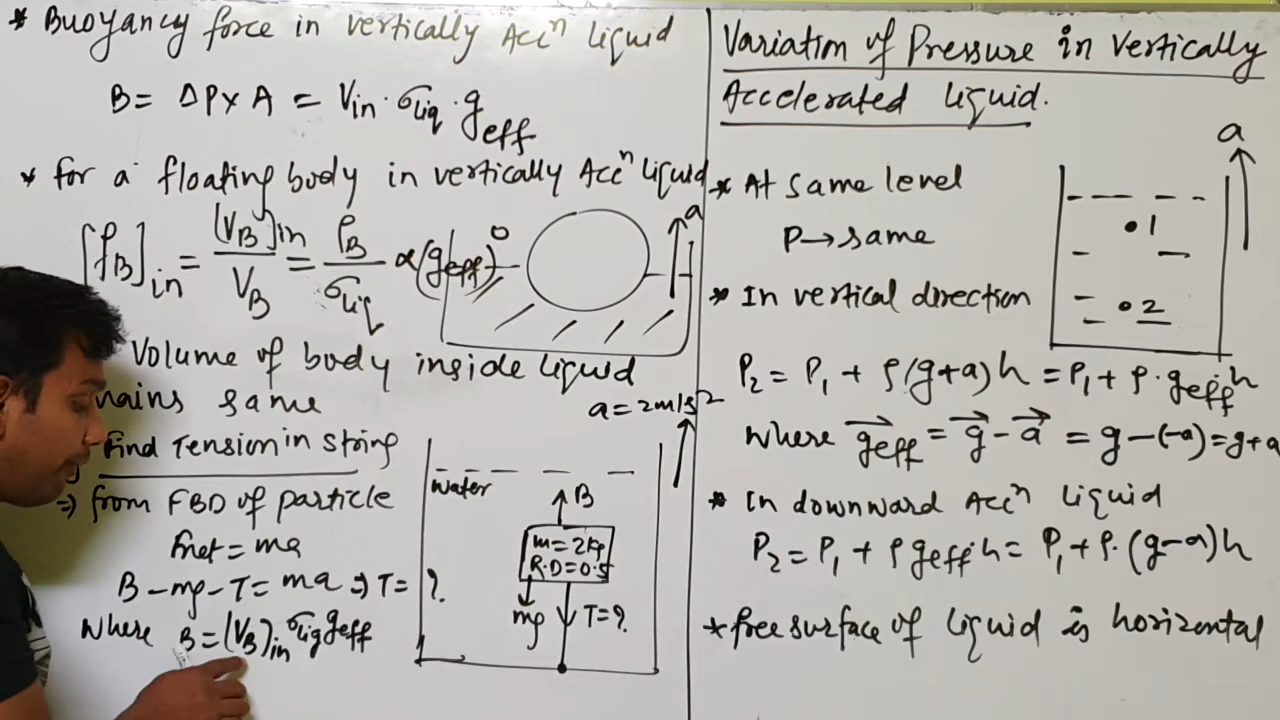 * Buoyancy force in vertically Accⁿ liquid
B = ΔP × A = Vin · σliq · geff
* for a floating body in vertically Accⁿ liquid
[fB]in = (VB)in / VB = ρB / σliq ∝ (geff)⁰
a
Volume of body inside liquid
mains same
Find Tension in string
⇒ from FBD of particle
Fnet = ma
B - mg - T = ma ⇒ T = ?
where B = (VB)in σliq geff
a = 2m/s²
water
B
m = 2kg
R.D = 0.5
mg
T = ?
Variation of Pressure in Vertically
Accelerated liquid.
a
* At same level
P → same
•1
•2
* In vertical direction
P2 = P1 + ρ(g+a)h = P1 + ρ·geff h
where g⃗eff = g⃗ - a⃗ = g - (-a) = g+a
* In downward Accⁿ liquid
P2 = P1 + ρ geff·h = P1 + ρ·(g-a)h
* free surface of liquid is horizontal